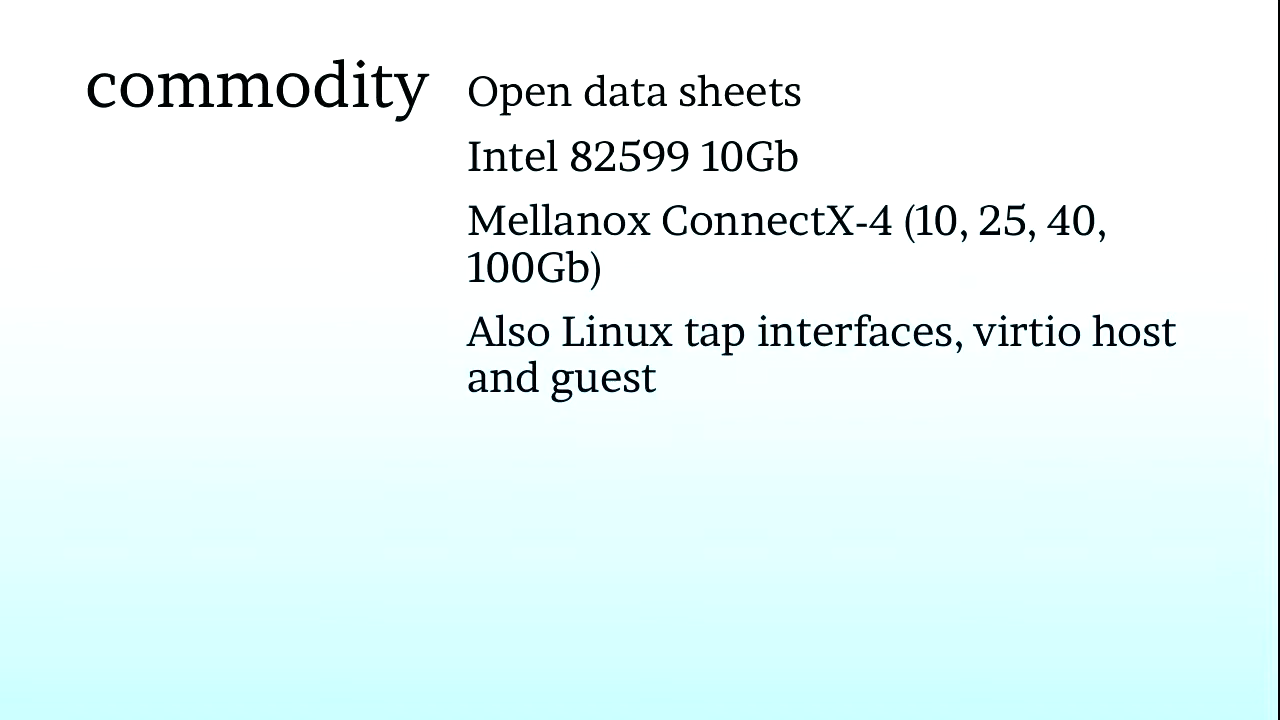 commodity
Open data sheets
Intel 82599 10Gb
Mellanox ConnectX-4 (10, 25, 40,
100Gb)
Also Linux tap interfaces, virtio host
and guest